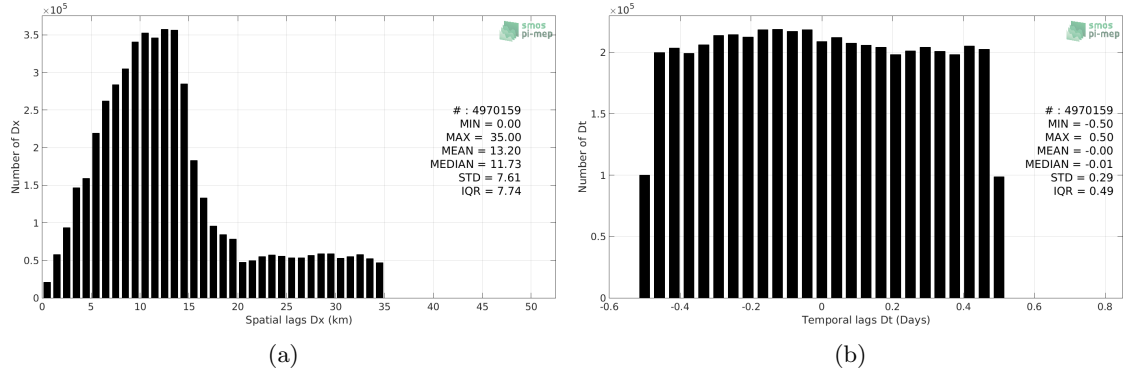 ×10⁵
3.5
3
2.5
2
1.5
1
0.5
0
0 5 10 15 20 25 30 35 40 45 50
Number of Dx
Spatial lags Dx (km)
smos
pi-mep
# : 4970159
MIN = 0.00
MAX = 35.00
MEAN = 13.20
MEDIAN = 11.73
STD = 7.61
IQR = 7.74
(a)
×10⁵
2
1.5
1
0.5
0
-0.6 -0.4 -0.2 0 0.2 0.4 0.6 0.8
Number of Dt
Temporal lags Dt (Days)
smos
pi-mep
# : 4970159
MIN = -0.50
MAX = 0.50
MEAN = -0.00
MEDIAN = -0.01
STD = 0.29
IQR = 0.49
(b)